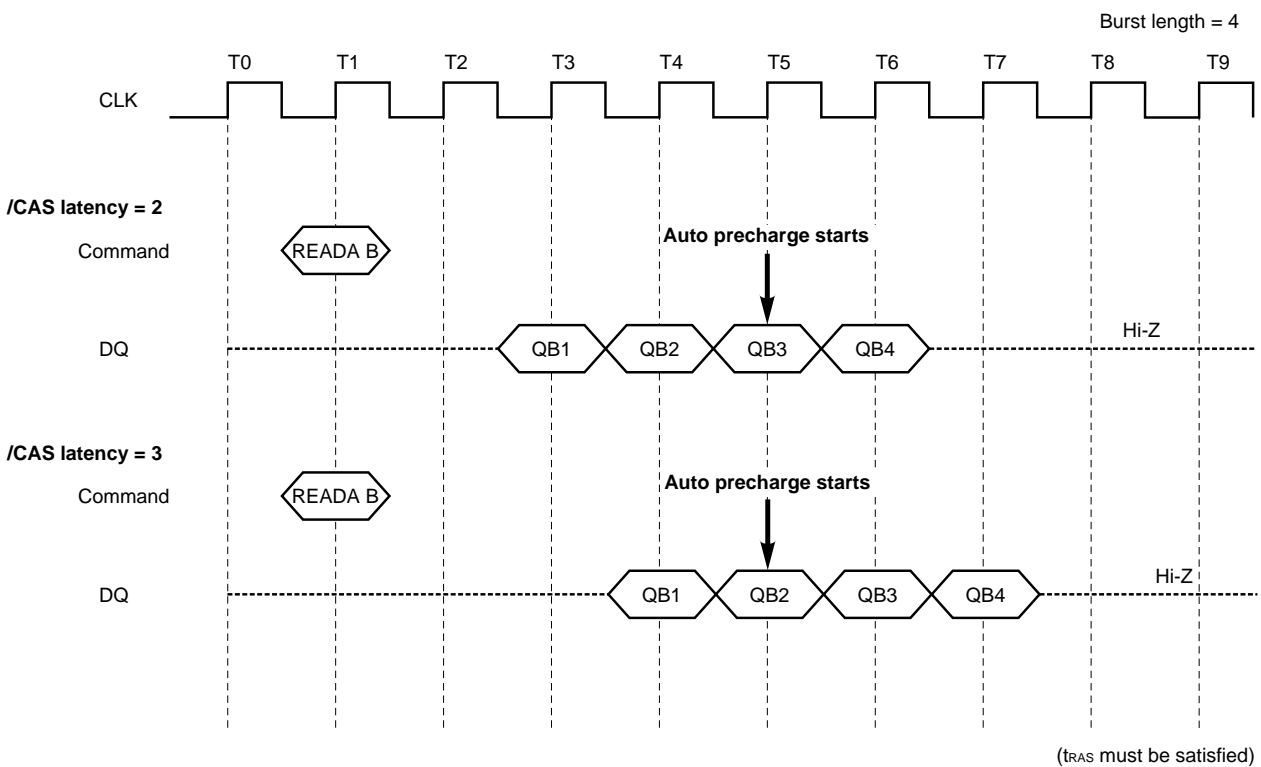 Burst length = 4
T0 T1 T2 T3 T4 T5 T6 T7 T8 T9
CLK
/CAS latency = 2
Auto precharge starts
Command READA B
Hi-Z
DQ QB1 QB2 QB3 QB4
/CAS latency = 3
Auto precharge starts
Command READA B
Hi-Z
DQ QB1 QB2 QB3 QB4
(tRAS must be satisfied)